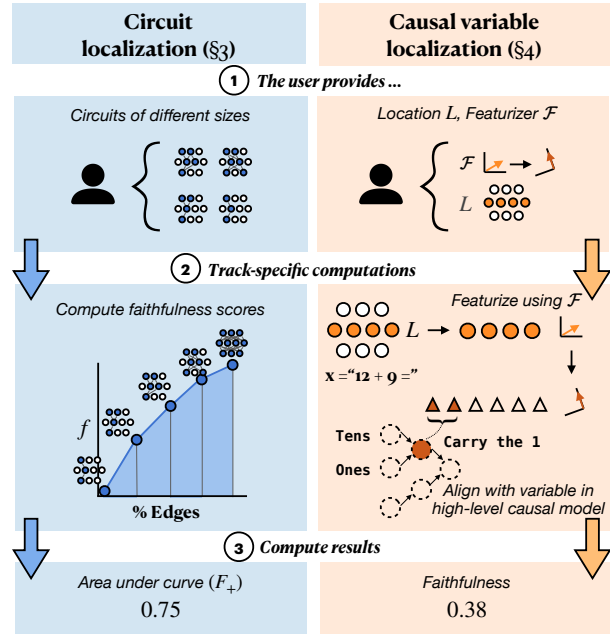 Circuit
localization (§3)
Causal variable
localization (§4)
1 The user provides ...
Circuits of different sizes
Location L, Featurizer F
F
L
2 Track-specific computations
Compute faithfulness scores
f
% Edges
Featurize using F
L
x = "12 + 9 ="
Tens
Ones
Carry the 1
Align with variable in
high-level causal model
3 Compute results
Area under curve (F+)
0.75
Faithfulness
0.38